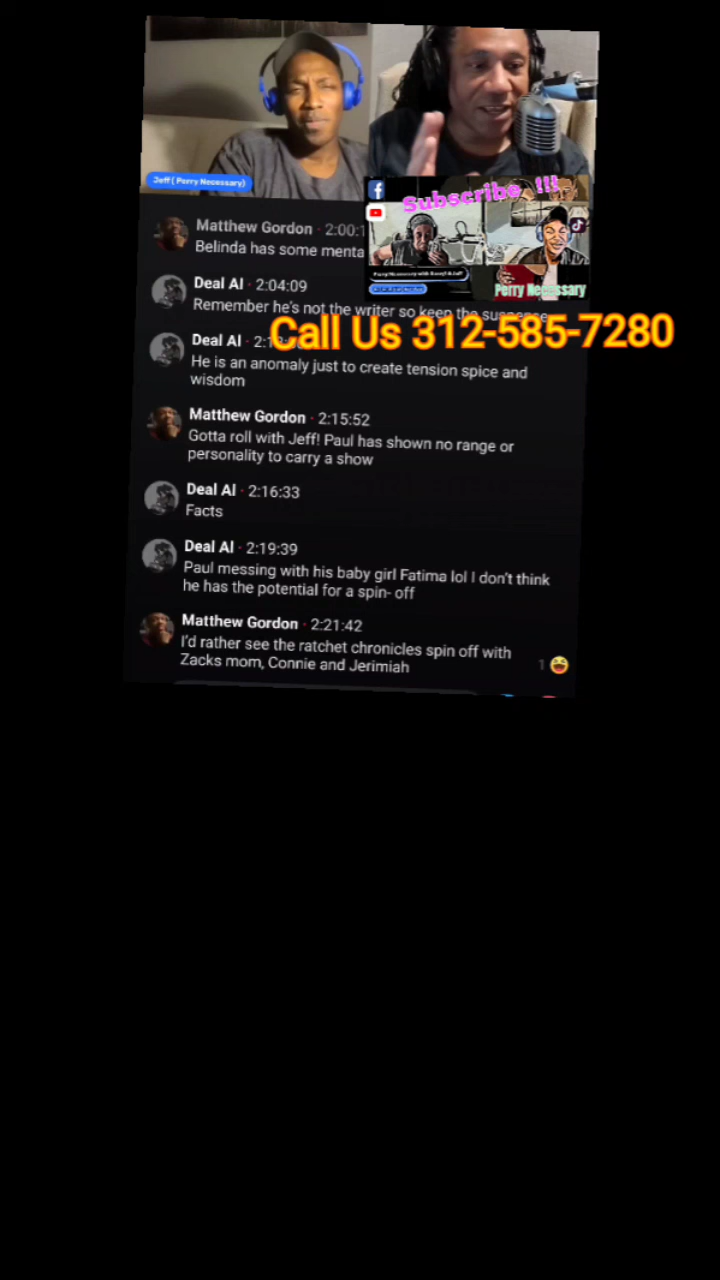 Jeff ( Perry Necessary)
Subscribe !!!
Perry Necessary with Darryl & Jeff
Perry Necessary
Matthew Gordon · 2:00:1
Belinda has some menta
Deal Al · 2:04:09
Remember he's not the writer so keep the suspense
Call Us 312-585-7280
Deal Al · 2:1
He is an anomaly just to create tension spice and
wisdom
Matthew Gordon · 2:15:52
Gotta roll with Jeff! Paul has shown no range or
personality to carry a show
Deal Al · 2:16:33
Facts
Deal Al · 2:19:39
Paul messing with his baby girl Fatima lol I don't think
he has the potential for a spin- off
Matthew Gordon · 2:21:42
I'd rather see the ratchet chronicles spin off with
Zacks mom, Connie and Jerimiah
1